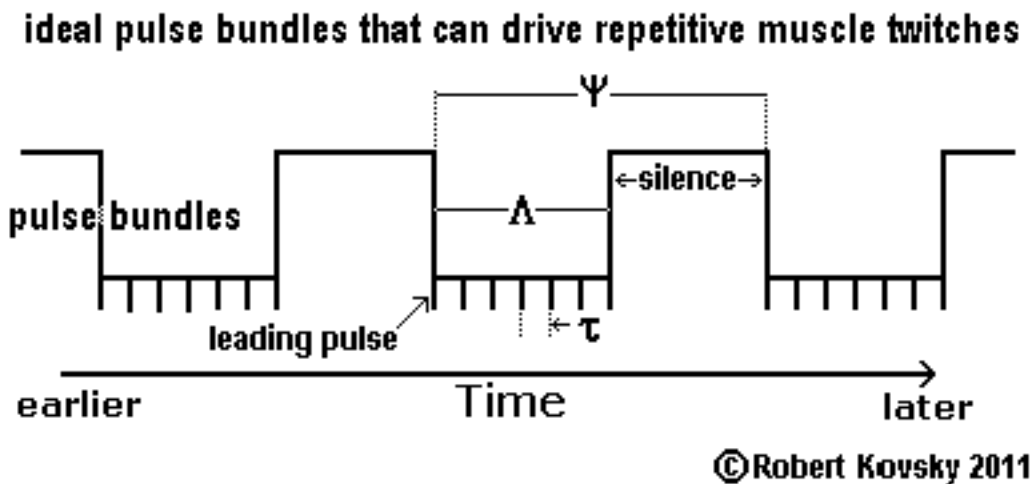 ideal pulse bundles that can drive repetitive muscle twitches
Ψ
←silence→
pulse bundles
Λ
leading pulse
τ
Time
earlier
later
©Robert Kovsky 2011